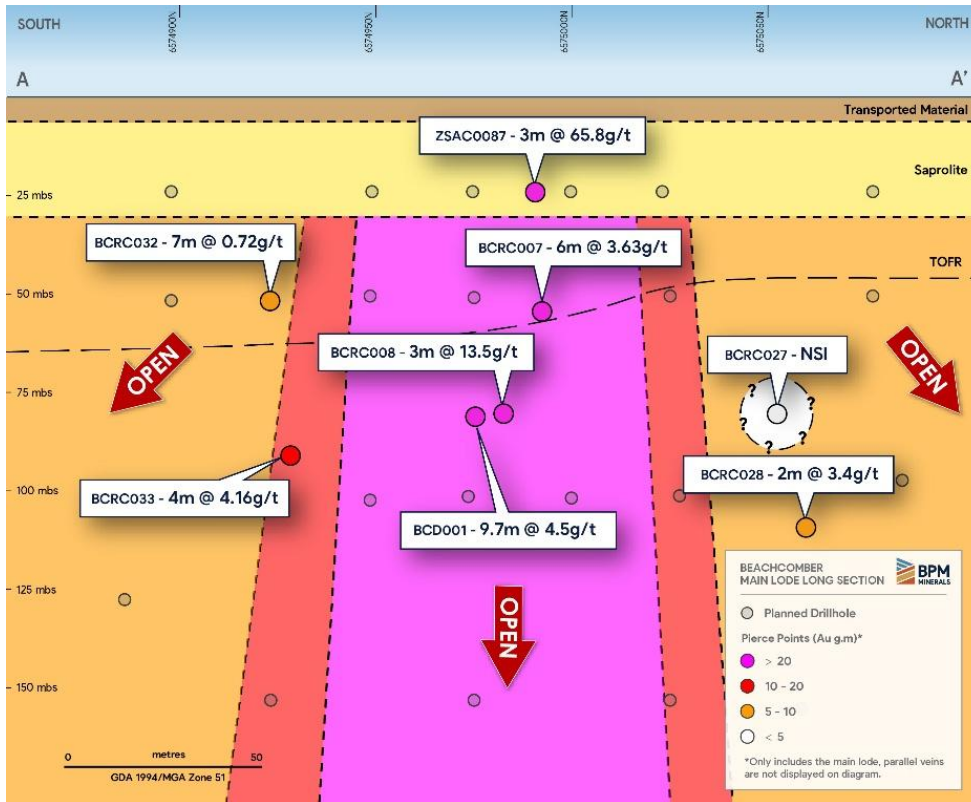 SOUTH
6574900N
6574950N
6575000N
6575050N
NORTH
A
A'
Transported Material
ZSAC0087 - 3m @ 65.8g/t
Saprolite
25 mbs
BCRC032 - 7m @ 0.72g/t
BCRC007 - 6m @ 3.63g/t
TOFR
50 mbs
OPEN
BCRC008 - 3m @ 13.5g/t
BCRC027 - NSI
OPEN
75 mbs
?
?
?
?
?
?
BCRC033 - 4m @ 4.16g/t
100 mbs
BCRC028 - 2m @ 3.4g/t
BCD001 - 9.7m @ 4.5g/t
125 mbs
OPEN
150 mbs
0 metres 50
GDA 1994/MGA Zone 51
BEACHCOMBER
MAIN LODE LONG SECTION
BPM
MINERALS
Planned Drillhole
Pierce Points (Au g.m)*
> 20
10 - 20
5 - 10
< 5
*Only includes the main lode, parallel veins
are not displayed on diagram.